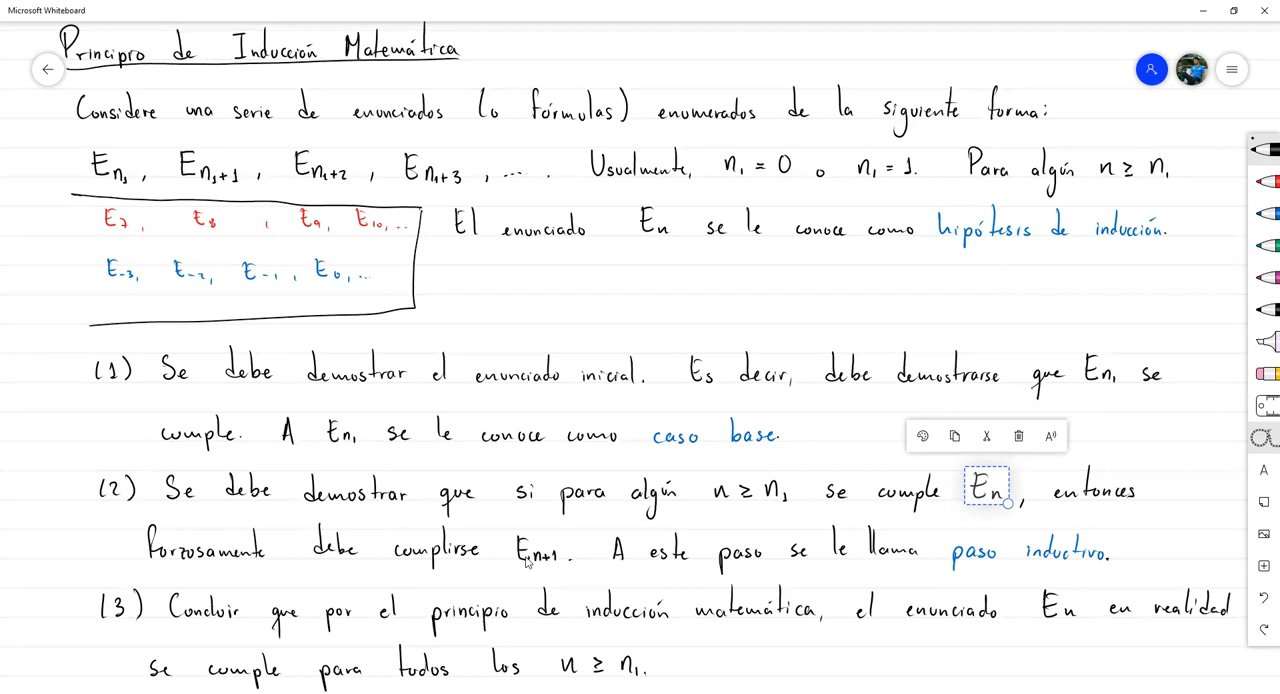 Microsoft Whiteboard
Principio de Inducción Matemática
Considere una serie de enunciados (o fórmulas) enumerados de la siguiente forma:
Eₙ₁, Eₙ₁₊₁, Eₙ₁₊₂, Eₙ₁₊₃, .... Usualmente, n₁ = 0 o n₁ = 1. Para algún n ≥ n₁
E₇, E₈, E₉, E₁₀, .. El enunciado Eₙ se le conoce como hipótesis de inducción.
E₋₃, E₋₂, E₋₁, E₀, ...
(1) Se debe demostrar el enunciado inicial. Es decir, debe demostrarse que Eₙ₁ se
cumple. A Eₙ₁ se le conoce como caso base.
(2) Se debe demostrar que si para algún n ≥ n₁ se cumple Eₙ, entonces
forzosamente debe cumplirse Eₙ₊₁. A este paso se le llama paso inductivo.
(3) Concluir que por el principio de inducción matemática, el enunciado Eₙ en realidad
se cumple para todos los n ≥ n₁.